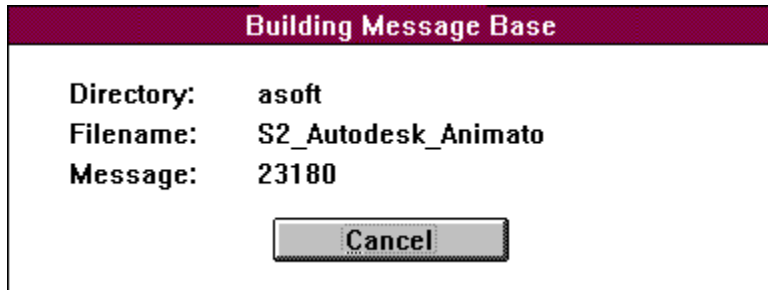 Building Message Base
Directory: asoft
Filename: S2_Autodesk_Animato
Message: 23180
Cancel